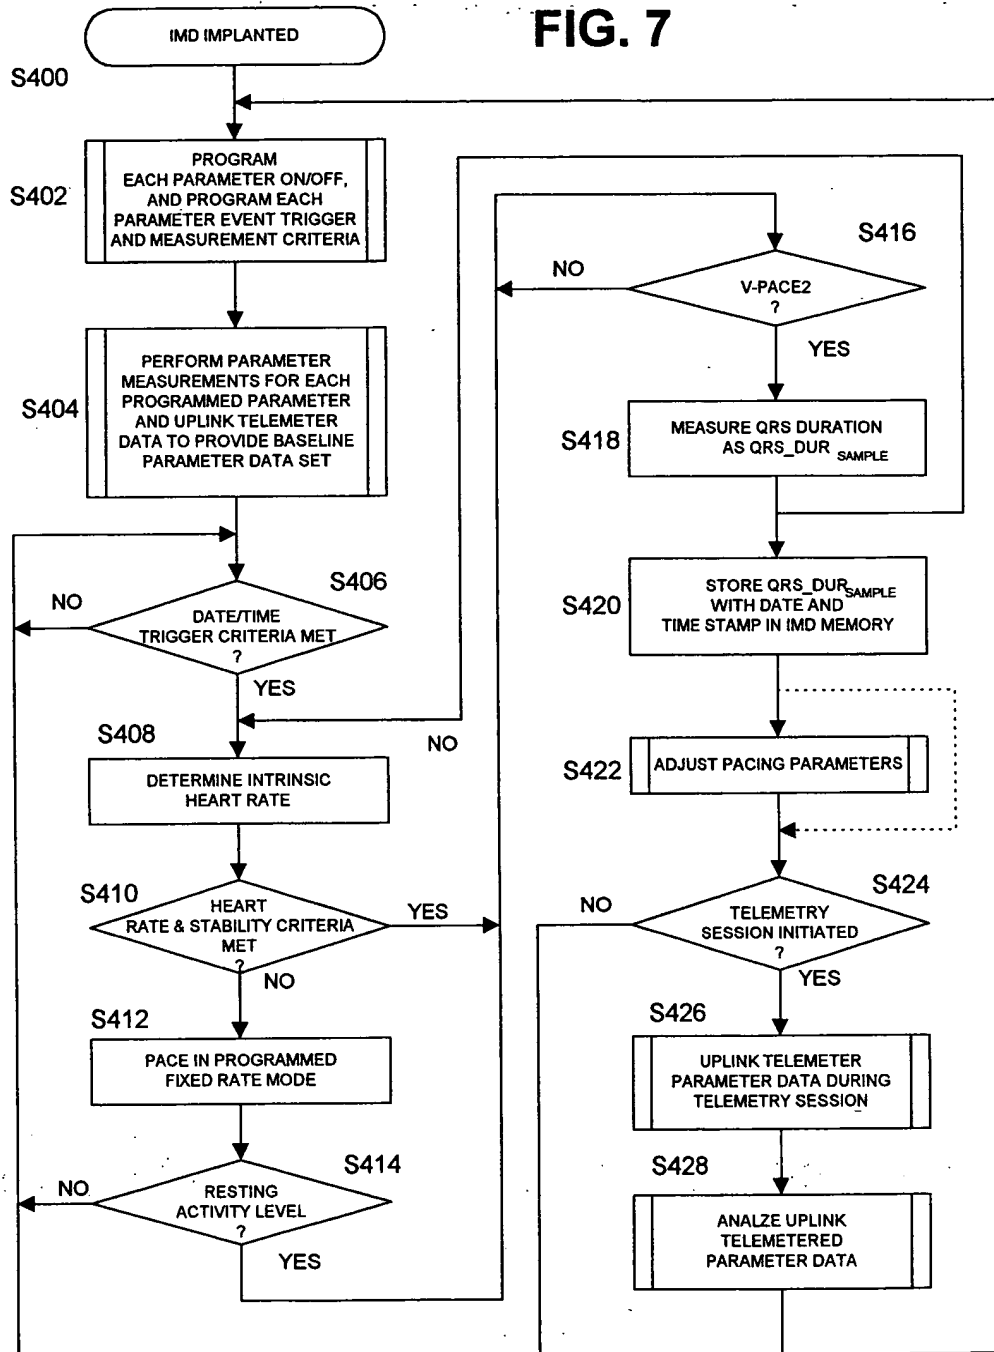 FIG. 7
IMD IMPLANTED
S400
S402
PROGRAM
EACH PARAMETER ON/OFF,
AND PROGRAM EACH
PARAMETER EVENT TRIGGER
AND MEASUREMENT CRITERIA
S404
PERFORM PARAMETER
MEASUREMENTS FOR EACH
PROGRAMMED PARAMETER
AND UPLINK TELEMETER
DATA TO PROVIDE BASELINE
PARAMETER DATA SET
S406
NO
DATE/TIME
TRIGGER CRITERIA MET
?
YES
S408
NO
DETERMINE INTRINSIC
HEART RATE
S410
HEART
RATE & STABILITY CRITERIA
MET
?
YES
NO
S412
PACE IN PROGRAMMED
FIXED RATE MODE
S414
NO
RESTING
ACTIVITY LEVEL
?
YES
S416
NO
V-PACE2
?
YES
S418
MEASURE QRS DURATION
AS QRS_DUR SAMPLE
S420
STORE QRS_DUR SAMPLE
WITH DATE AND
TIME STAMP IN IMD MEMORY
S422
ADJUST PACING PARAMETERS
S424
NO
TELEMETRY
SESSION INITIATED
?
YES
S426
UPLINK TELEMETER
PARAMETER DATA DURING
TELEMETRY SESSION
S428
ANALZE UPLINK
TELEMETERED
PARAMETER DATA